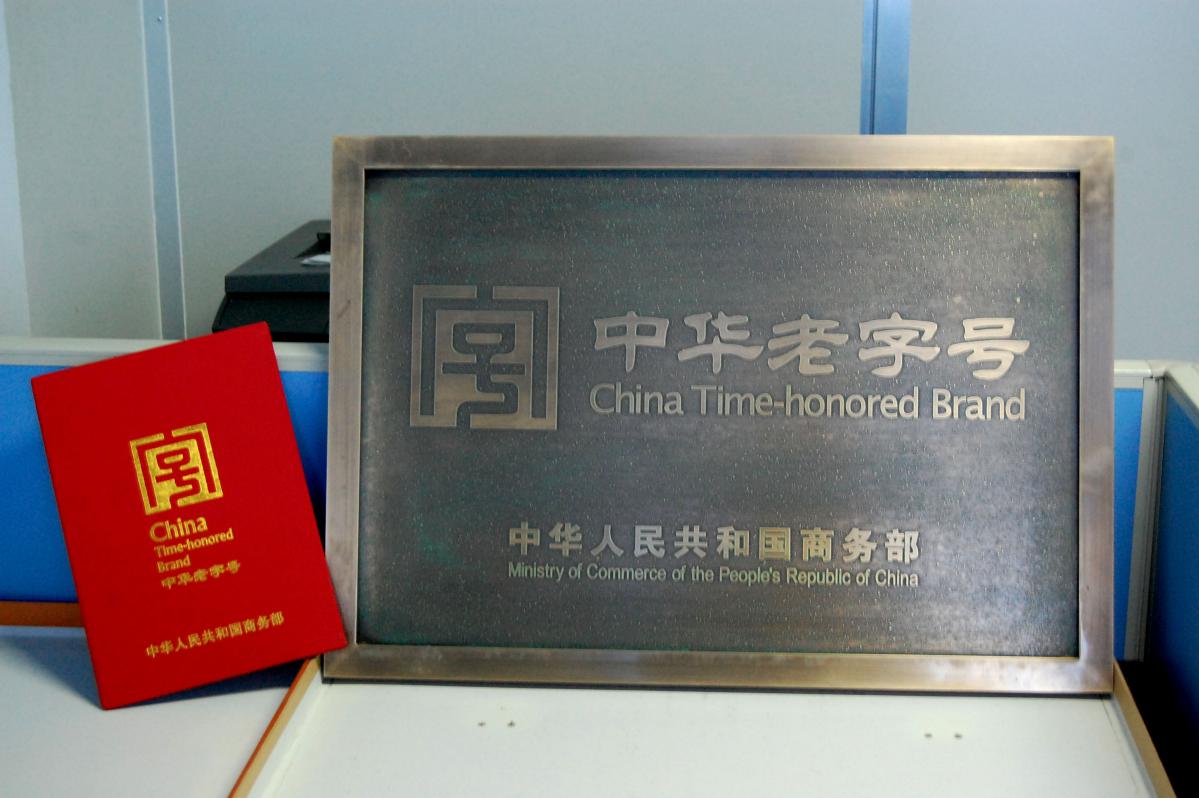 中华老字号
China Time-honored Brand
中华人民共和国商务部
Ministry of Commerce of the People's Republic of China
号
China
Time-honored
Brand
中华老字号
中华人民共和国商务部